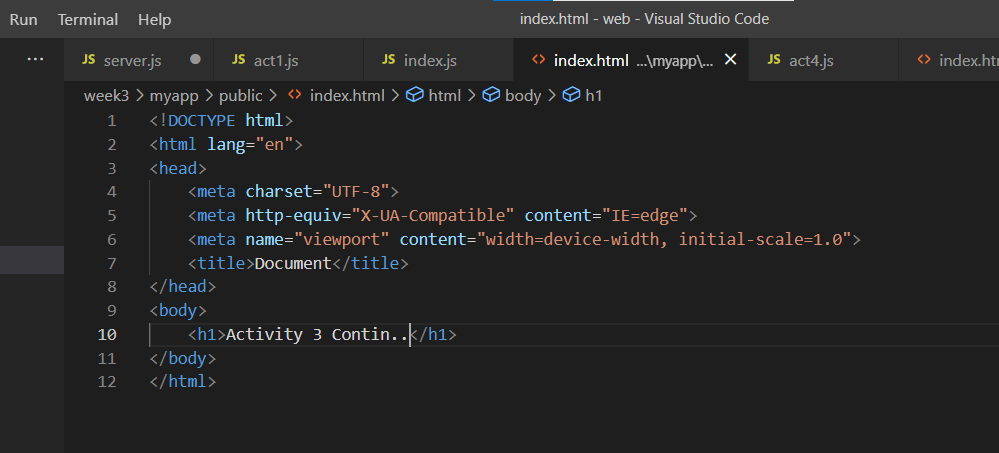 Run Terminal Help index.html - web - Visual Studio Code
... JS server.js JS act1.js JS index.js <> index.html ...\myapp\... JS act4.js <> index.htm
week3 > myapp > public > <> index.html > html > body > h1
1 <!DOCTYPE html>
2 <html lang="en">
3 <head>
4 <meta charset="UTF-8">
5 <meta http-equiv="X-UA-Compatible" content="IE=edge">
6 <meta name="viewport" content="width=device-width, initial-scale=1.0">
7 <title>Document</title>
8 </head>
9 <body>
10 <h1>Activity 3 Contin..</h1>
11 </body>
12 </html>